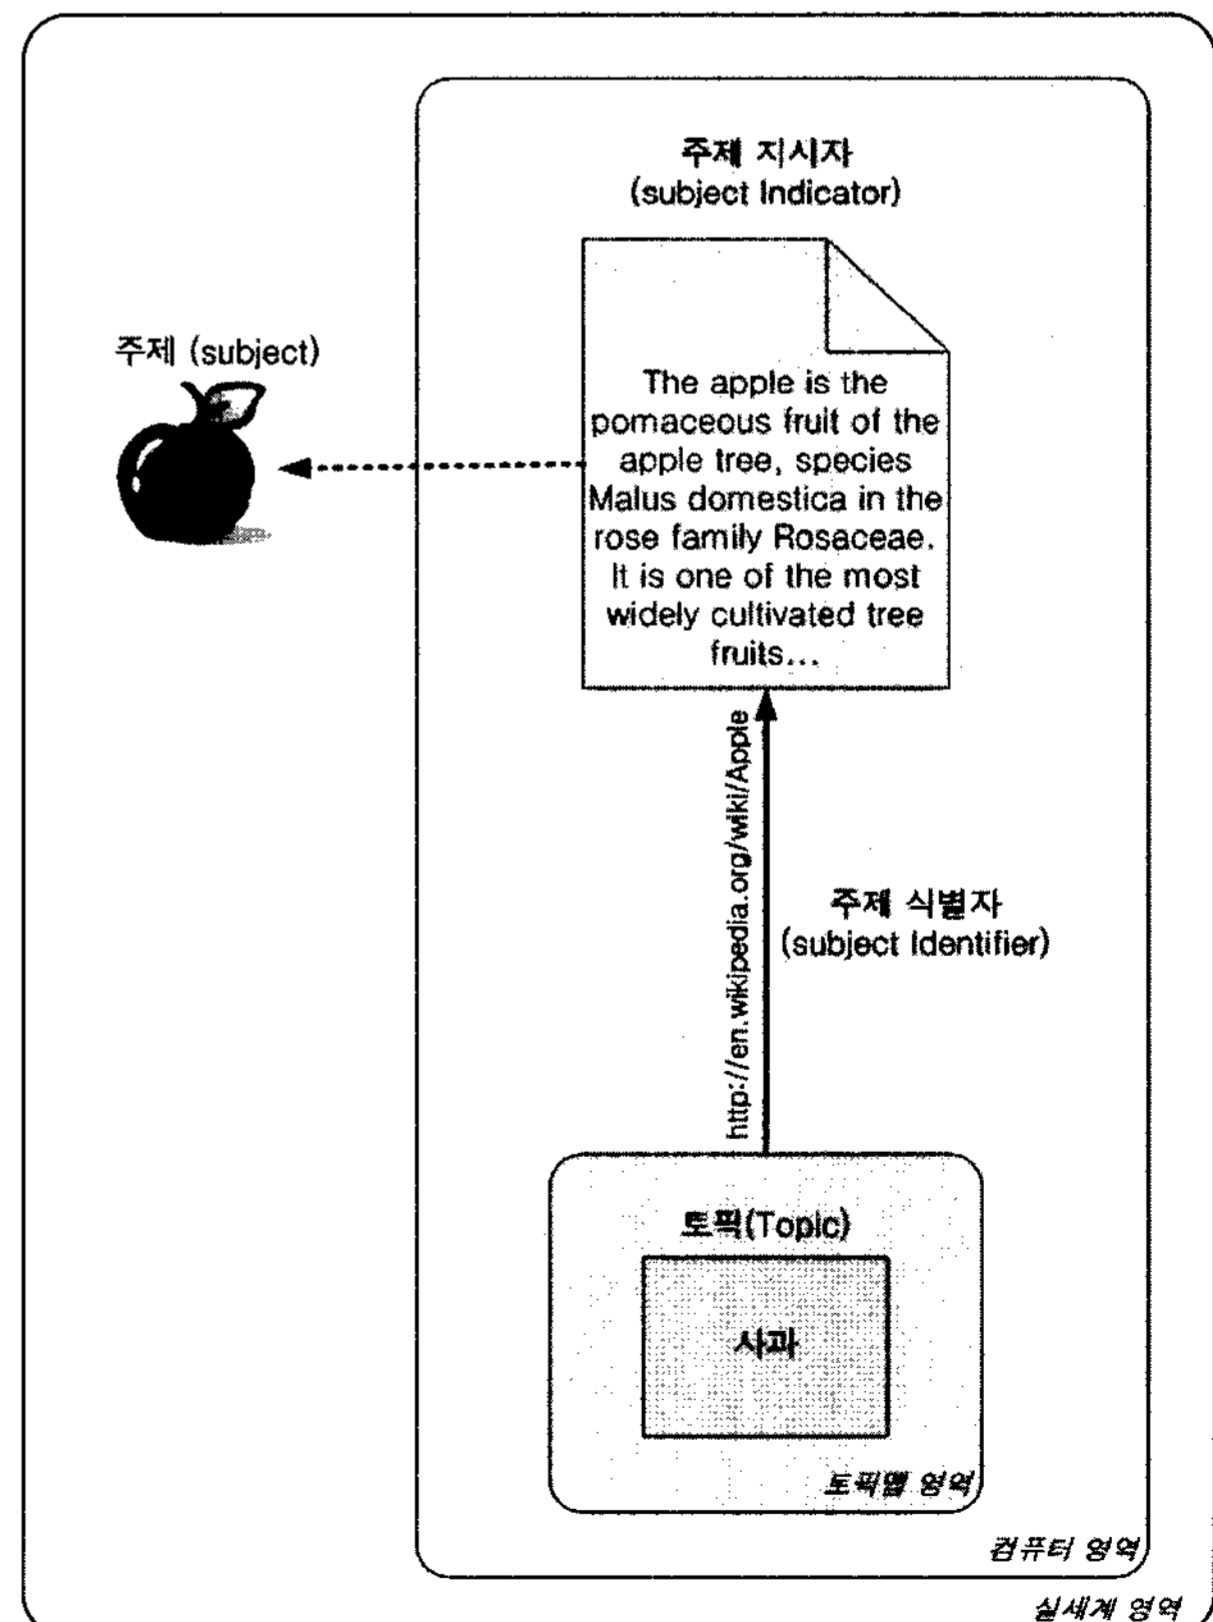 주제 지시자
(subject Indicator)
주제 (subject)
The apple is the
pomaceous fruit of the
apple tree, species
Malus domestica in the
rose family Rosaceae.
It is one of the most
widely cultivated tree
fruits...
http://en.wikipedia.org/wiki/Apple
주제 식별자
(subject Identifier)
토픽(Topic)
사과
토픽맵 영역
컴퓨터 영역
실세계 영역